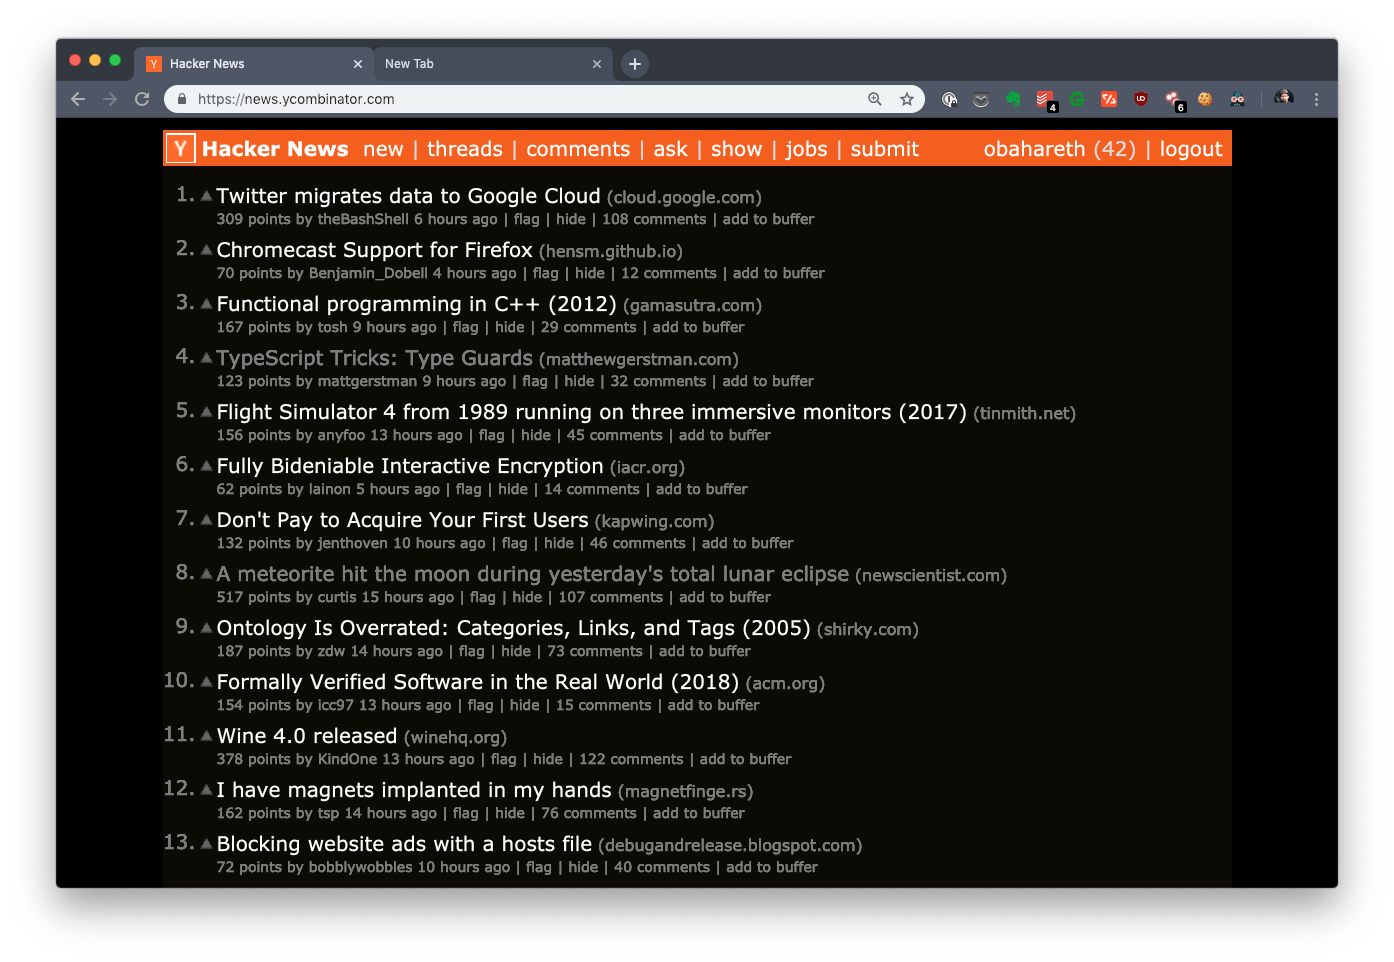 Hacker News
New Tab
https://news.ycombinator.com
4
6
Y Hacker News new | threads | comments | ask | show | jobs | submit obahareth (42) | logout
1. Twitter migrates data to Google Cloud (cloud.google.com)
309 points by theBashShell 6 hours ago | flag | hide | 108 comments | add to buffer
2. Chromecast Support for Firefox (hensm.github.io)
70 points by Benjamin_Dobell 4 hours ago | flag | hide | 12 comments | add to buffer
3. Functional programming in C++ (2012) (gamasutra.com)
167 points by tosh 9 hours ago | flag | hide | 29 comments | add to buffer
4. TypeScript Tricks: Type Guards (matthewgerstman.com)
123 points by mattgerstman 9 hours ago | flag | hide | 32 comments | add to buffer
5. Flight Simulator 4 from 1989 running on three immersive monitors (2017) (tinmith.net)
156 points by anyfoo 13 hours ago | flag | hide | 45 comments | add to buffer
6. Fully Bideniable Interactive Encryption (iacr.org)
62 points by lainon 5 hours ago | flag | hide | 14 comments | add to buffer
7. Don't Pay to Acquire Your First Users (kapwing.com)
132 points by jenthoven 10 hours ago | flag | hide | 46 comments | add to buffer
8. A meteorite hit the moon during yesterday's total lunar eclipse (newscientist.com)
517 points by curtis 15 hours ago | flag | hide | 107 comments | add to buffer
9. Ontology Is Overrated: Categories, Links, and Tags (2005) (shirky.com)
187 points by zdw 14 hours ago | flag | hide | 73 comments | add to buffer
10. Formally Verified Software in the Real World (2018) (acm.org)
154 points by icc97 13 hours ago | flag | hide | 15 comments | add to buffer
11. Wine 4.0 released (winehq.org)
378 points by KindOne 13 hours ago | flag | hide | 122 comments | add to buffer
12. I have magnets implanted in my hands (magnetfinge.rs)
162 points by tsp 14 hours ago | flag | hide | 76 comments | add to buffer
13. Blocking website ads with a hosts file (debugandrelease.blogspot.com)
72 points by bobblywobbles 10 hours ago | flag | hide | 40 comments | add to buffer